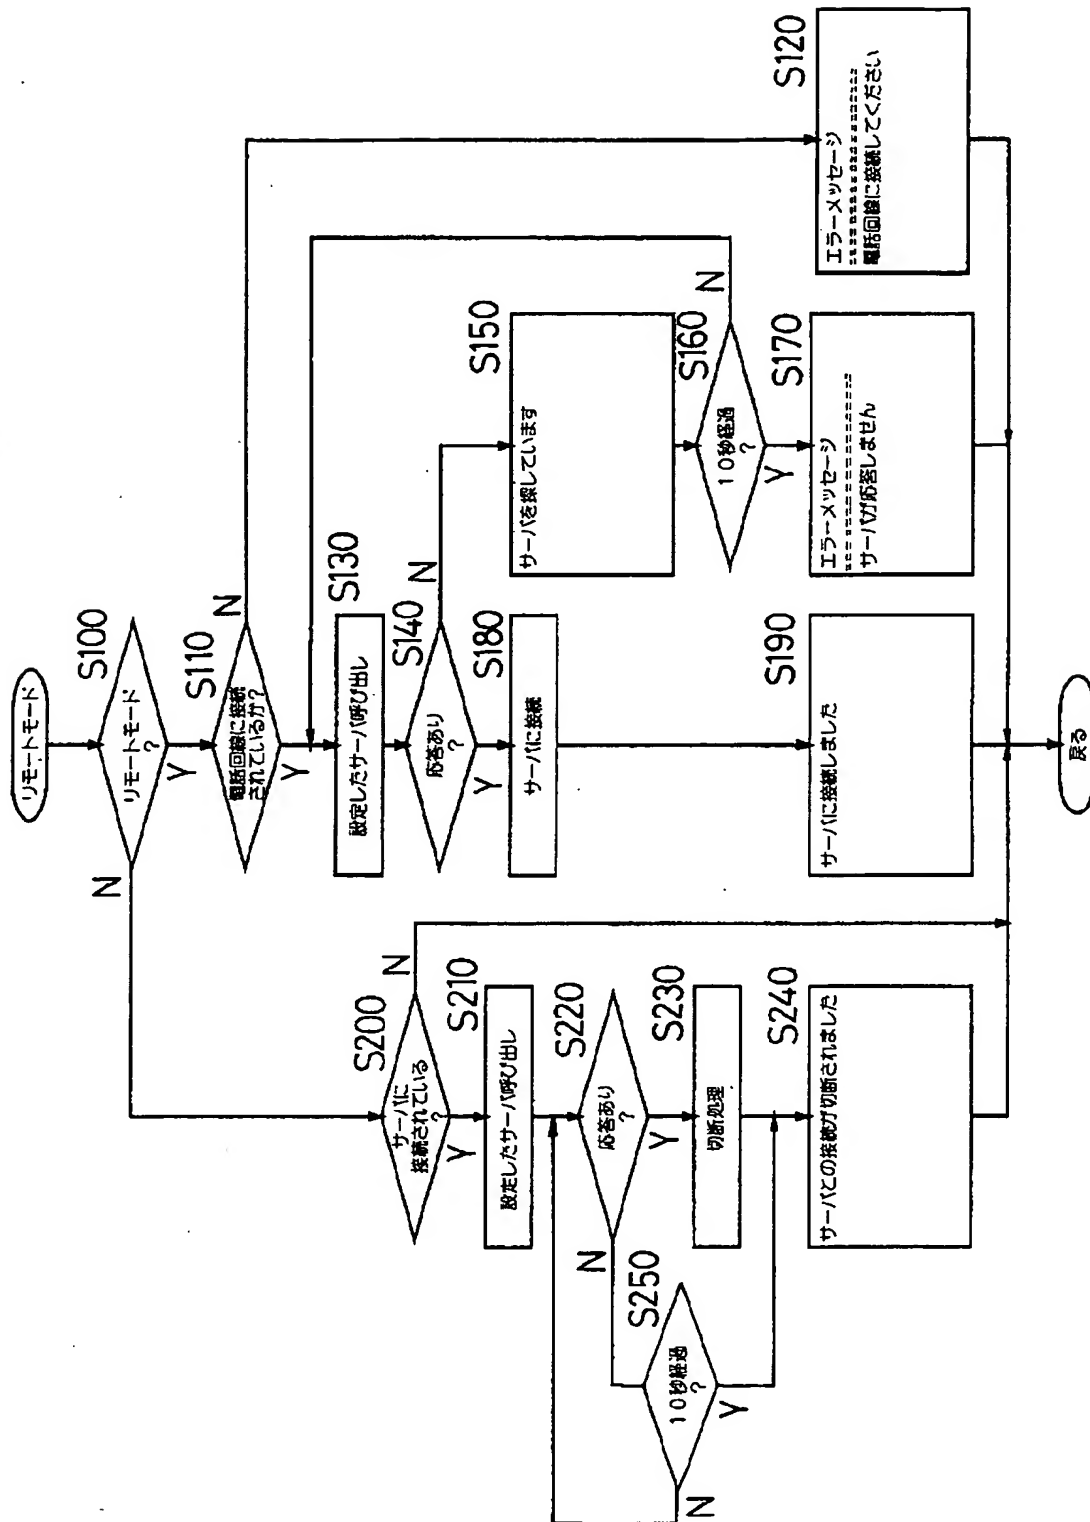 リモートモード
S100
リモートモード
?
N
Y
S110
電話回線に接続
されているか?
N
Y
S130
設定したサーバ呼び出し
S140
応答あり
?
N
Y
S150
サーバを探しています
S160
10秒経過
?
N
Y
S170
エラーメッセージ
==================
サーバが応答しません
S180
サーバに接続
S190
サーバに接続しました
S120
エラーメッセージ
==================
電話回線に接続してください
S200
サーバに
接続されている
?
N
Y
S210
設定したサーバ呼び出し
S220
応答あり
?
N
Y
S230
切断処理
S240
サーバとの接続が切断されました
S250
10秒経過
?
N
Y
戻る